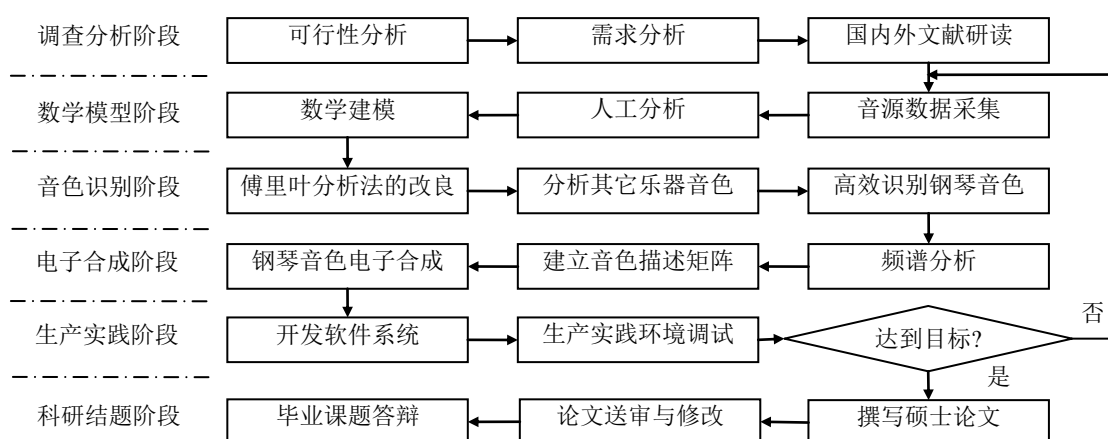 调查分析阶段
可行性分析
需求分析
国内外文献研读
数学模型阶段
数学建模
人工分析
音源数据采集
音色识别阶段
傅里叶分析法的改良
分析其它乐器音色
高效识别钢琴音色
电子合成阶段
钢琴音色电子合成
建立音色描述矩阵
频谱分析
生产实践阶段
开发软件系统
生产实践环境调试
达到目标?
否
是
科研结题阶段
毕业课题答辩
论文送审与修改
撰写硕士论文